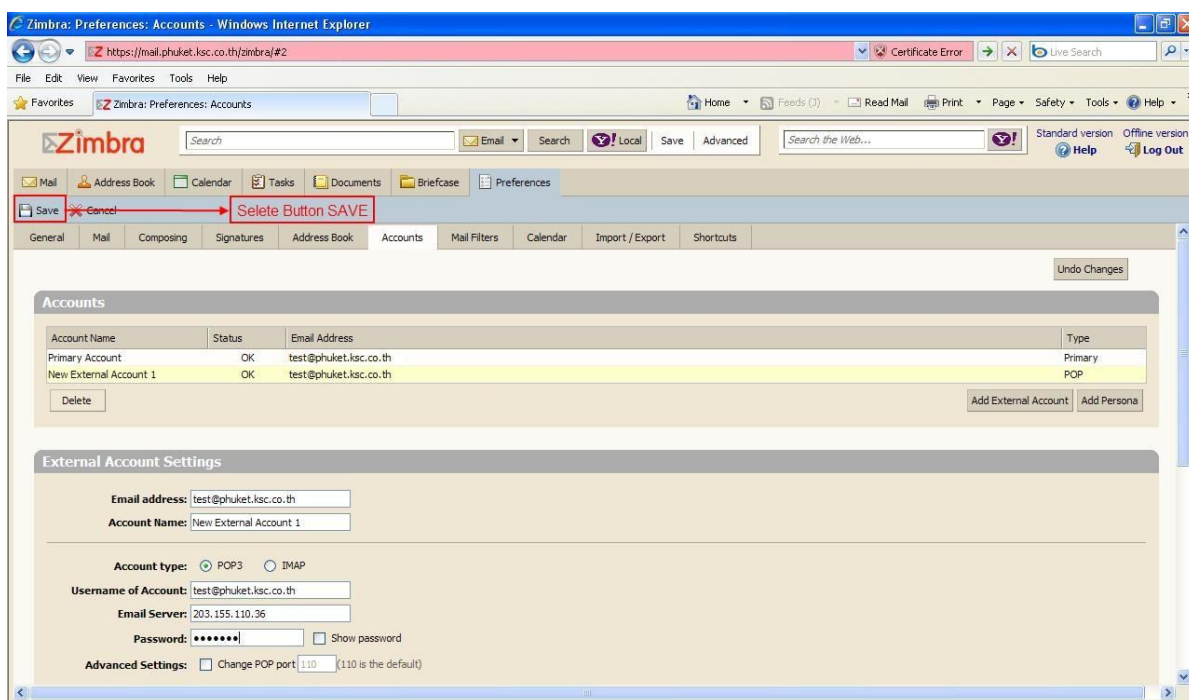 Zimbra: Preferences: Accounts - Windows Internet Explorer
https://mail.phuket.ksc.co.th/zimbra/#2 Certificate Error Live Search
File Edit View Favorites Tools Help
Favorites Zimbra: Preferences: Accounts Home Feeds (J) Read Mail Print Page Safety Tools Help
Zimbra Search Email Search Y! Local Save Advanced Search the Web... Y! Standard version Offline version
Help Log Out
Mail Address Book Calendar Tasks Documents Briefcase Preferences
Save Cancel Selete Button SAVE
General Mail Composing Signatures Address Book Accounts Mail Filters Calendar Import / Export Shortcuts
Undo Changes
Accounts
Account Name Status Email Address Type
Primary Account OK test@phuket.ksc.co.th Primary
New External Account 1 OK test@phuket.ksc.co.th POP
Delete Add External Account Add Persona
External Account Settings
Email address: test@phuket.ksc.co.th
Account Name: New External Account 1
Account type: POP3 IMAP
Username of Account: test@phuket.ksc.co.th
Email Server: 203.155.110.36
Password: ••••••• Show password
Advanced Settings: Change POP port 110 (110 is the default)